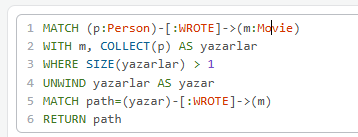 1 MATCH (p:Person)-[:WROTE]->(m:Movie)
2 WITH m, COLLECT(p) AS yazarlar
3 WHERE SIZE(yazarlar) > 1
4 UNWIND yazarlar AS yazar
5 MATCH path=(yazar)-[:WROTE]->(m)
6 RETURN path